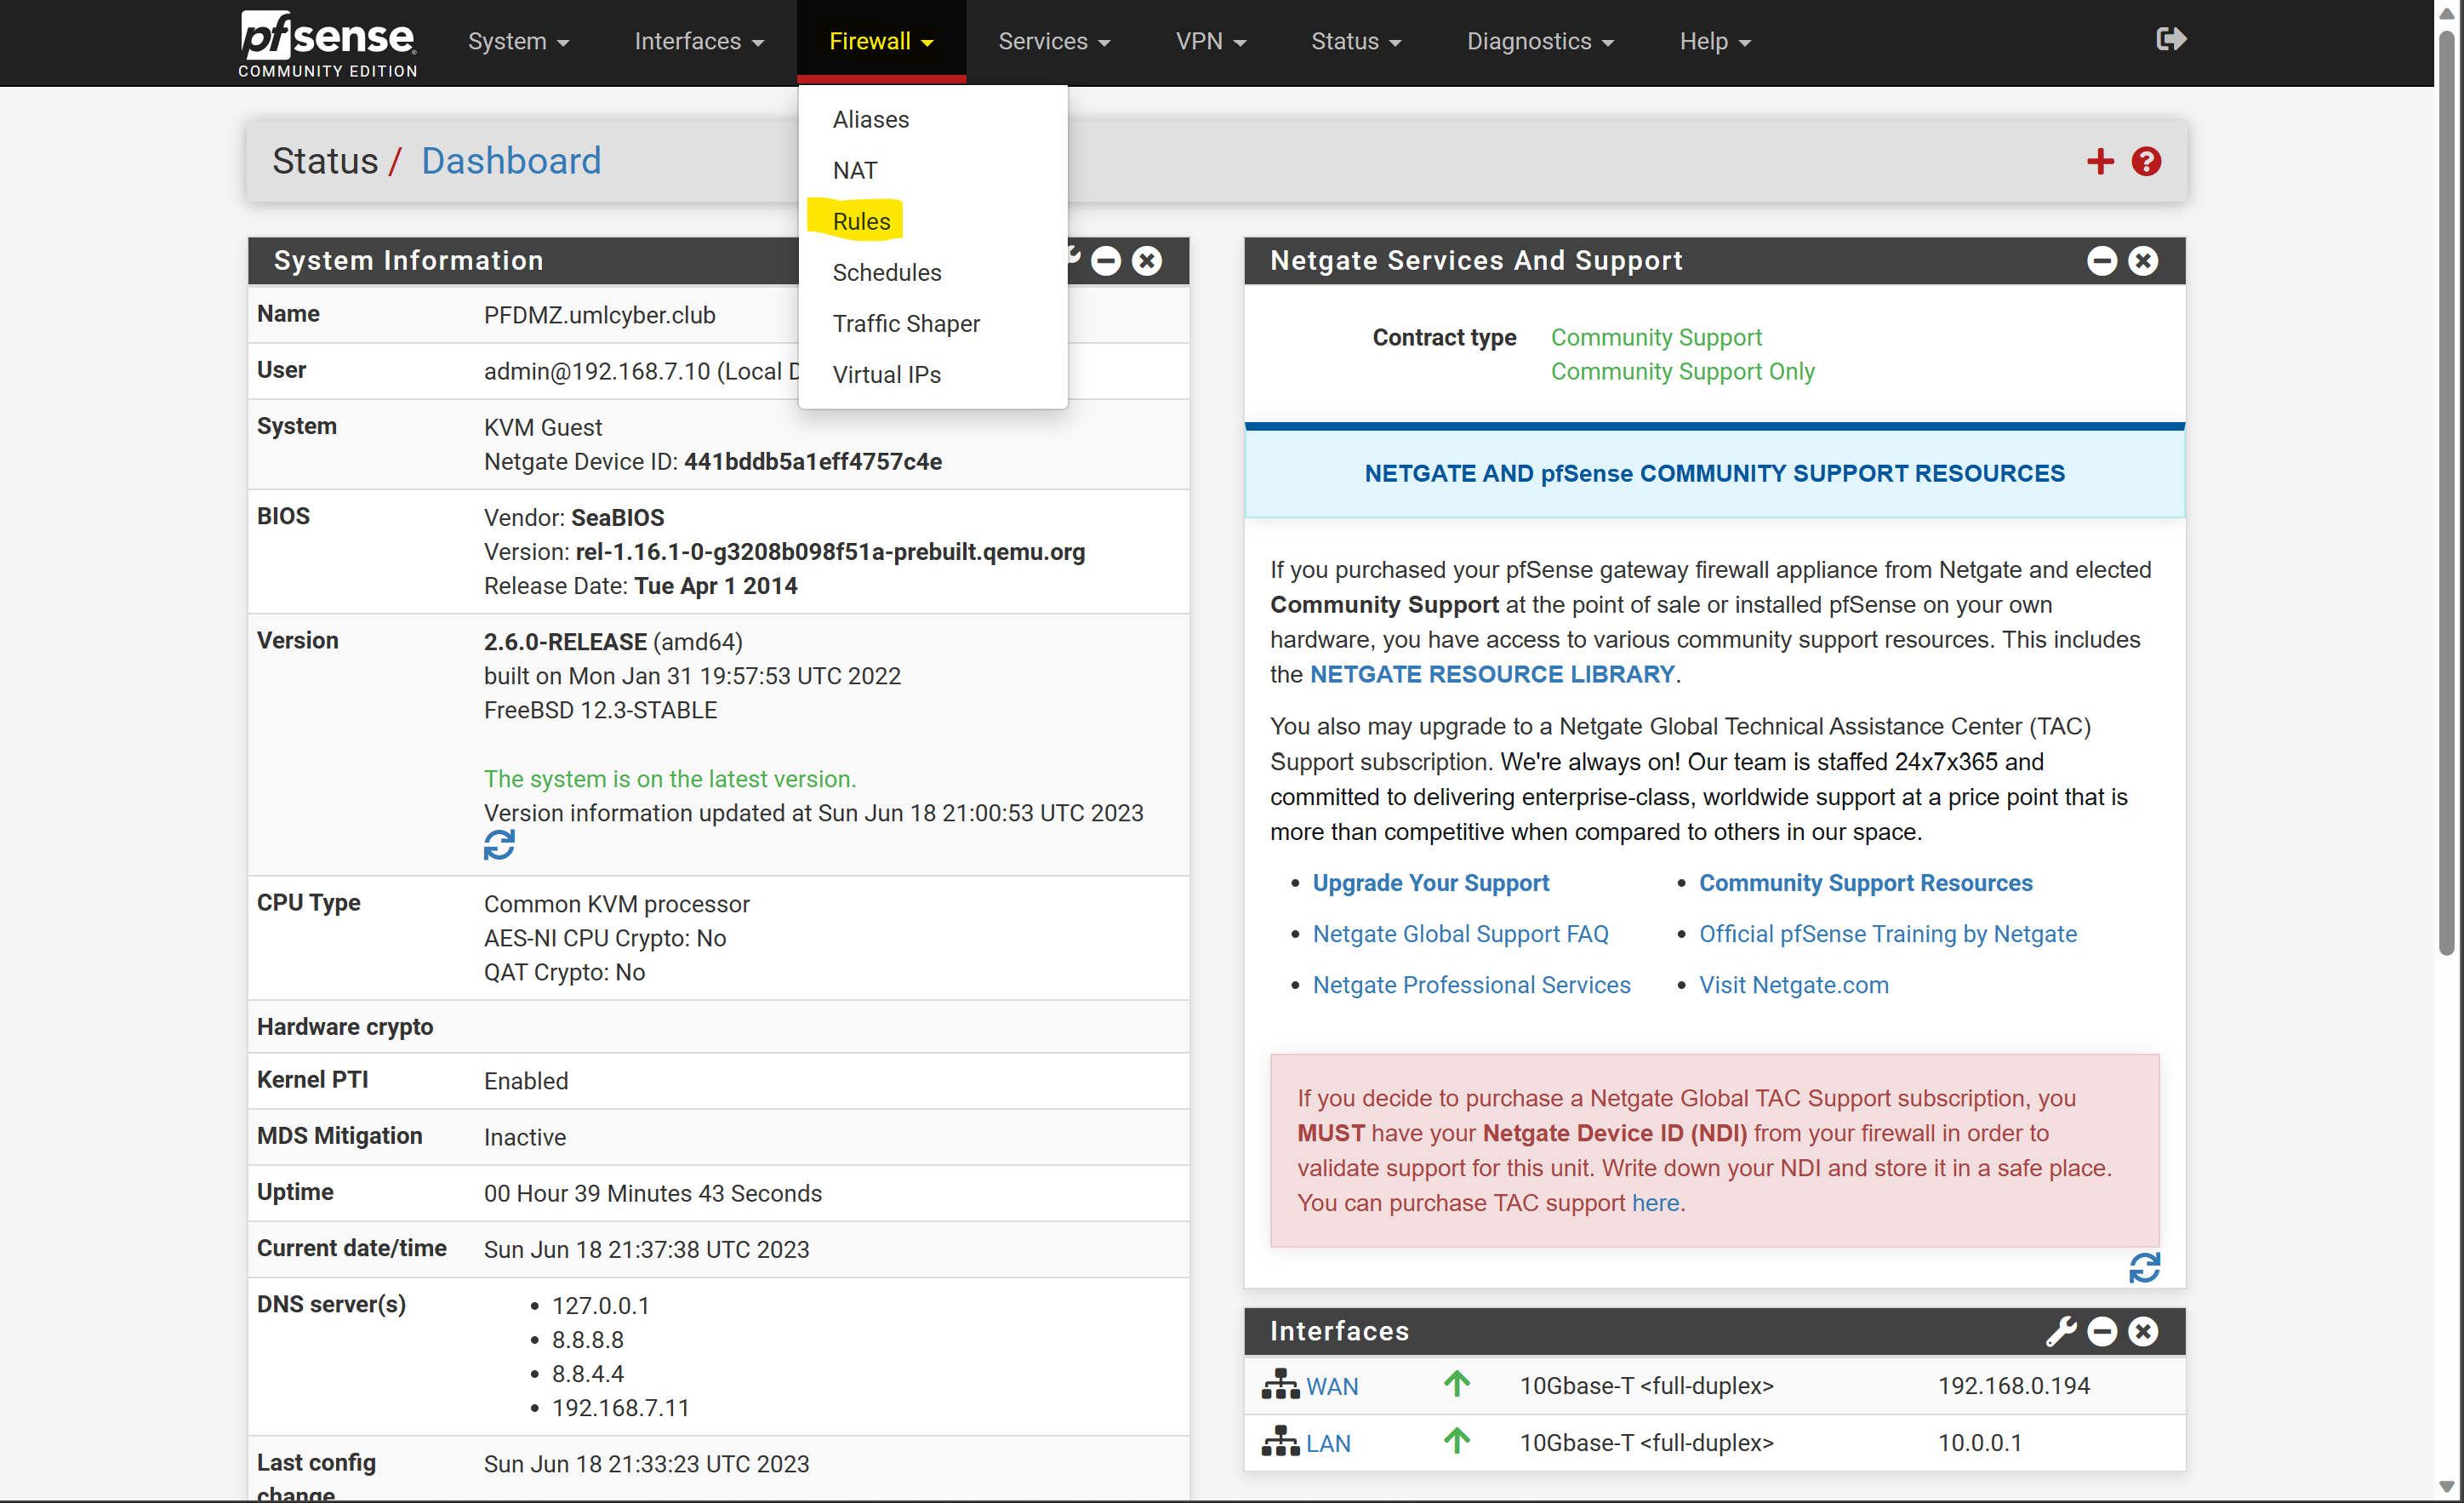 pfsense
COMMUNITY EDITION
System
Interfaces
Firewall
Services
VPN
Status
Diagnostics
Help
Aliases
NAT
Rules
Schedules
Traffic Shaper
Virtual IPs
Status / Dashboard
System Information
Name PFDMZ.umlcyber.club
User admin@192.168.7.10 (Local D
System KVM Guest
Netgate Device ID: 441bddb5a1eff4757c4e
BIOS Vendor: SeaBIOS
Version: rel-1.16.1-0-g3208b098f51a-prebuilt.qemu.org
Release Date: Tue Apr 1 2014
Version 2.6.0-RELEASE (amd64)
built on Mon Jan 31 19:57:53 UTC 2022
FreeBSD 12.3-STABLE
The system is on the latest version.
Version information updated at Sun Jun 18 21:00:53 UTC 2023
CPU Type Common KVM processor
AES-NI CPU Crypto: No
QAT Crypto: No
Hardware crypto
Kernel PTI Enabled
MDS Mitigation Inactive
Uptime 00 Hour 39 Minutes 43 Seconds
Current date/time Sun Jun 18 21:37:38 UTC 2023
DNS server(s) • 127.0.0.1
• 8.8.8.8
• 8.8.4.4
• 192.168.7.11
Last config Sun Jun 18 21:33:23 UTC 2023
change
Netgate Services And Support
Contract type Community Support
Community Support Only
NETGATE AND pfSense COMMUNITY SUPPORT RESOURCES
If you purchased your pfSense gateway firewall appliance from Netgate and elected
Community Support at the point of sale or installed pfSense on your own
hardware, you have access to various community support resources. This includes
the NETGATE RESOURCE LIBRARY.
You also may upgrade to a Netgate Global Technical Assistance Center (TAC)
Support subscription. We're always on! Our team is staffed 24x7x365 and
committed to delivering enterprise-class, worldwide support at a price point that is
more than competitive when compared to others in our space.
• Upgrade Your Support • Community Support Resources
• Netgate Global Support FAQ • Official pfSense Training by Netgate
• Netgate Professional Services • Visit Netgate.com
If you decide to purchase a Netgate Global TAC Support subscription, you
MUST have your Netgate Device ID (NDI) from your firewall in order to
validate support for this unit. Write down your NDI and store it in a safe place.
You can purchase TAC support here.
Interfaces
WAN 10Gbase-T <full-duplex> 192.168.0.194
LAN 10Gbase-T <full-duplex> 10.0.0.1